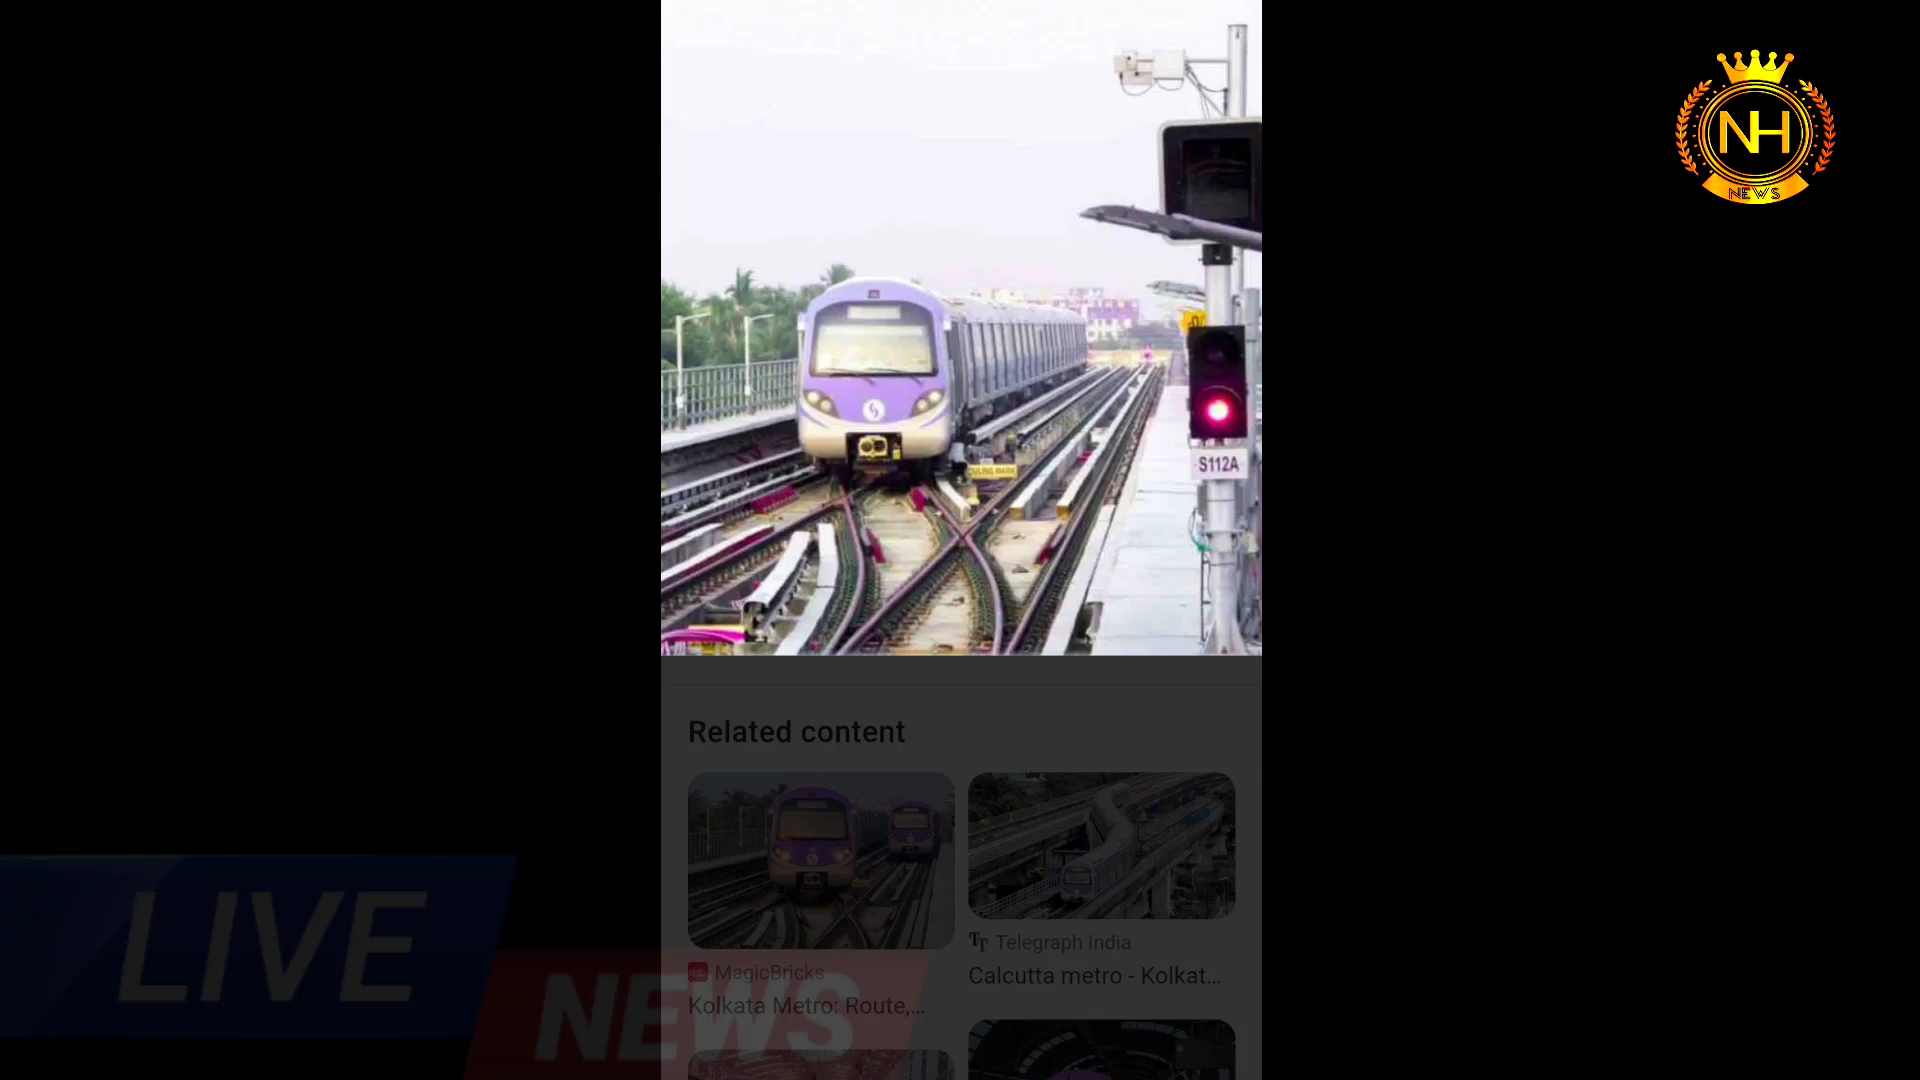 NH
NEWS
S112A
Related content
Telegraph India
Calcutta metro - Kolkat...
MagicBricks
Kolkata Metro: Route,...
LIVE
NEWS